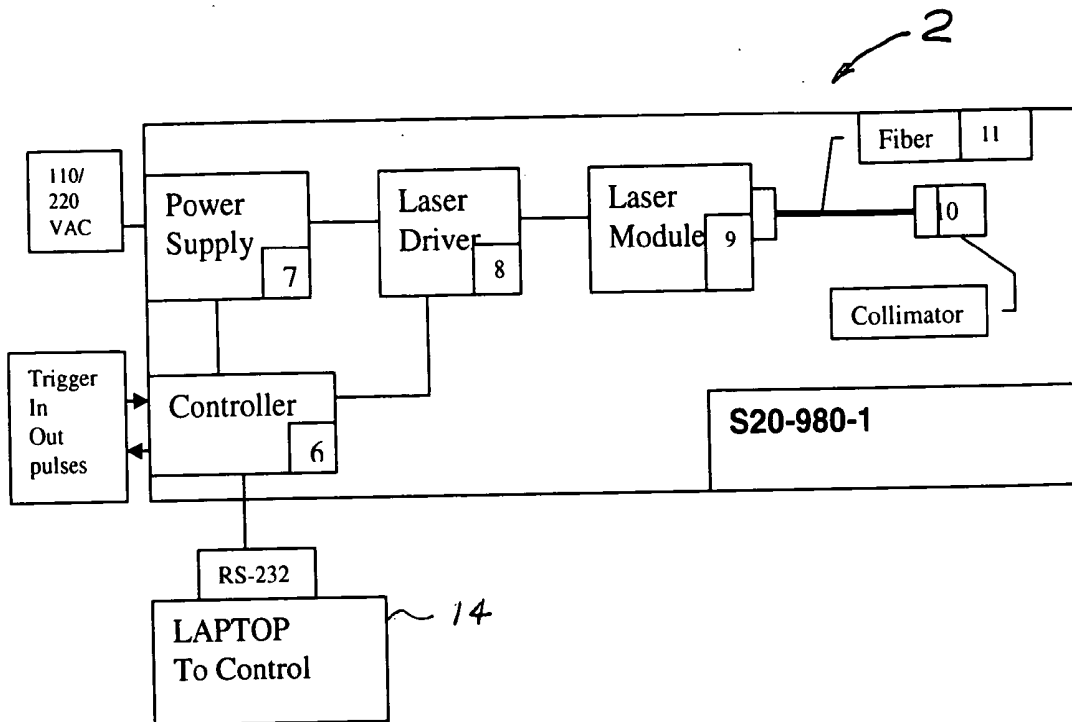 2
Fiber 11
110/
220
VAC
Power
Supply
7
Laser
Driver
8
Laser
Module
9
10
Collimator
Trigger
In
Out
pulses
Controller
6
S20-980-1
RS-232
LAPTOP
To Control
14